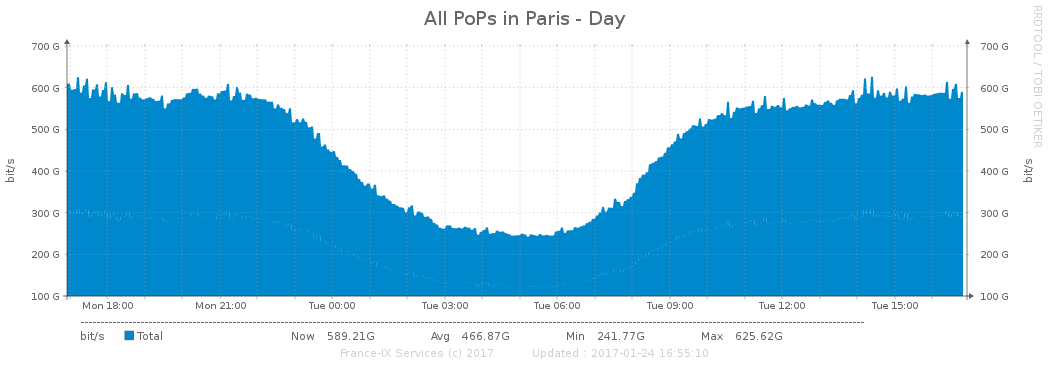 All PoPs in Paris - Day
RRDTOOL / TOBI OETIKER
700 G 700 G
600 G 600 G
500 G 500 G
400 G 400 G
300 G 300 G
200 G 200 G
100 G 100 G
bit/s bit/s
Mon 18:00 Mon 21:00 Tue 00:00 Tue 03:00 Tue 06:00 Tue 09:00 Tue 12:00 Tue 15:00
bit/s Total Now 589.21G Avg 466.87G Min 241.77G Max 625.62G
France-IX Services (c) 2017 Updated : 2017-01-24 16:55:10